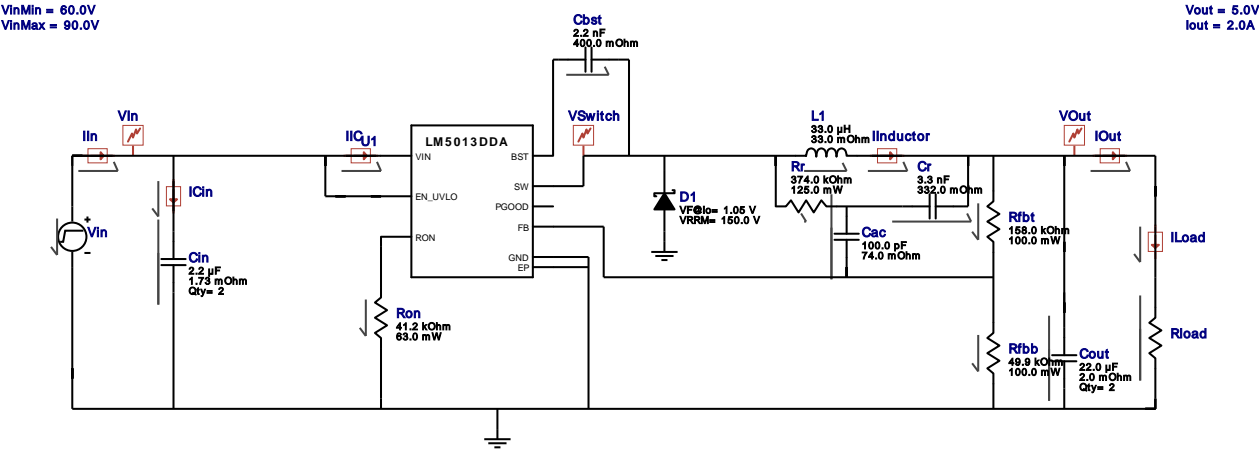 VinMin = 60.0V
VinMax = 90.0V
Vout = 5.0V
Iout = 2.0A
Cbst
2.2 nF
400.0 mOhm
VIn
IIn
IIC
U1
LM5013DDA
VIN
EN_UVLO
RON
BST
SW
PGOOD
FB
GND
EP
VSwitch
L1
33.0 µH
33.0 mOhm
IInductor
VOut
IOut
Rr
374.0 kOhm
125.0 mW
Cr
3.3 nF
332.0 mOhm
ICin
D1
VF@Io= 1.05 V
VRRM= 150.0 V
Cac
100.0 pF
74.0 mOhm
Rfbt
158.0 kOhm
100.0 mW
ILoad
+
Vin
-
Cin
2.2 µF
1.73 mOhm
Qty= 2
Ron
41.2 kOhm
63.0 mW
Rfbb
49.9 kOhm
100.0 mW
Cout
22.0 µF
2.0 mOhm
Qty= 2
Rload